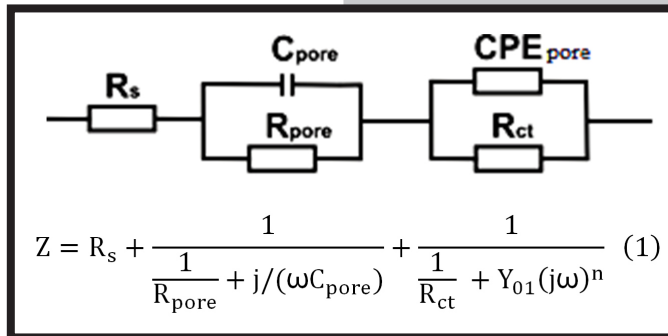 C_pore CPE_pore
R_s
R_pore R_ct
Z = R_s + 1/(1/R_pore + j/(ωC_pore)) + 1/(1/R_ct + Y_01(jω)^n) (1)